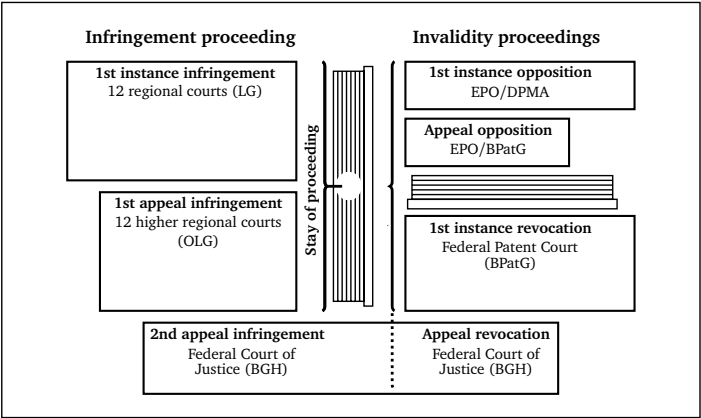 Infringement proceeding
1st instance infringement
12 regional courts (LG)
1st appeal infringement
12 higher regional courts
(OLG)
Stay of proceeding
Invalidity proceedings
1st instance opposition
EPO/DPMA
Appeal opposition
EPO/BPatG
1st instance revocation
Federal Patent Court
(BPatG)
2nd appeal infringement
Federal Court of
Justice (BGH)
Appeal revocation
Federal Court of
Justice (BGH)